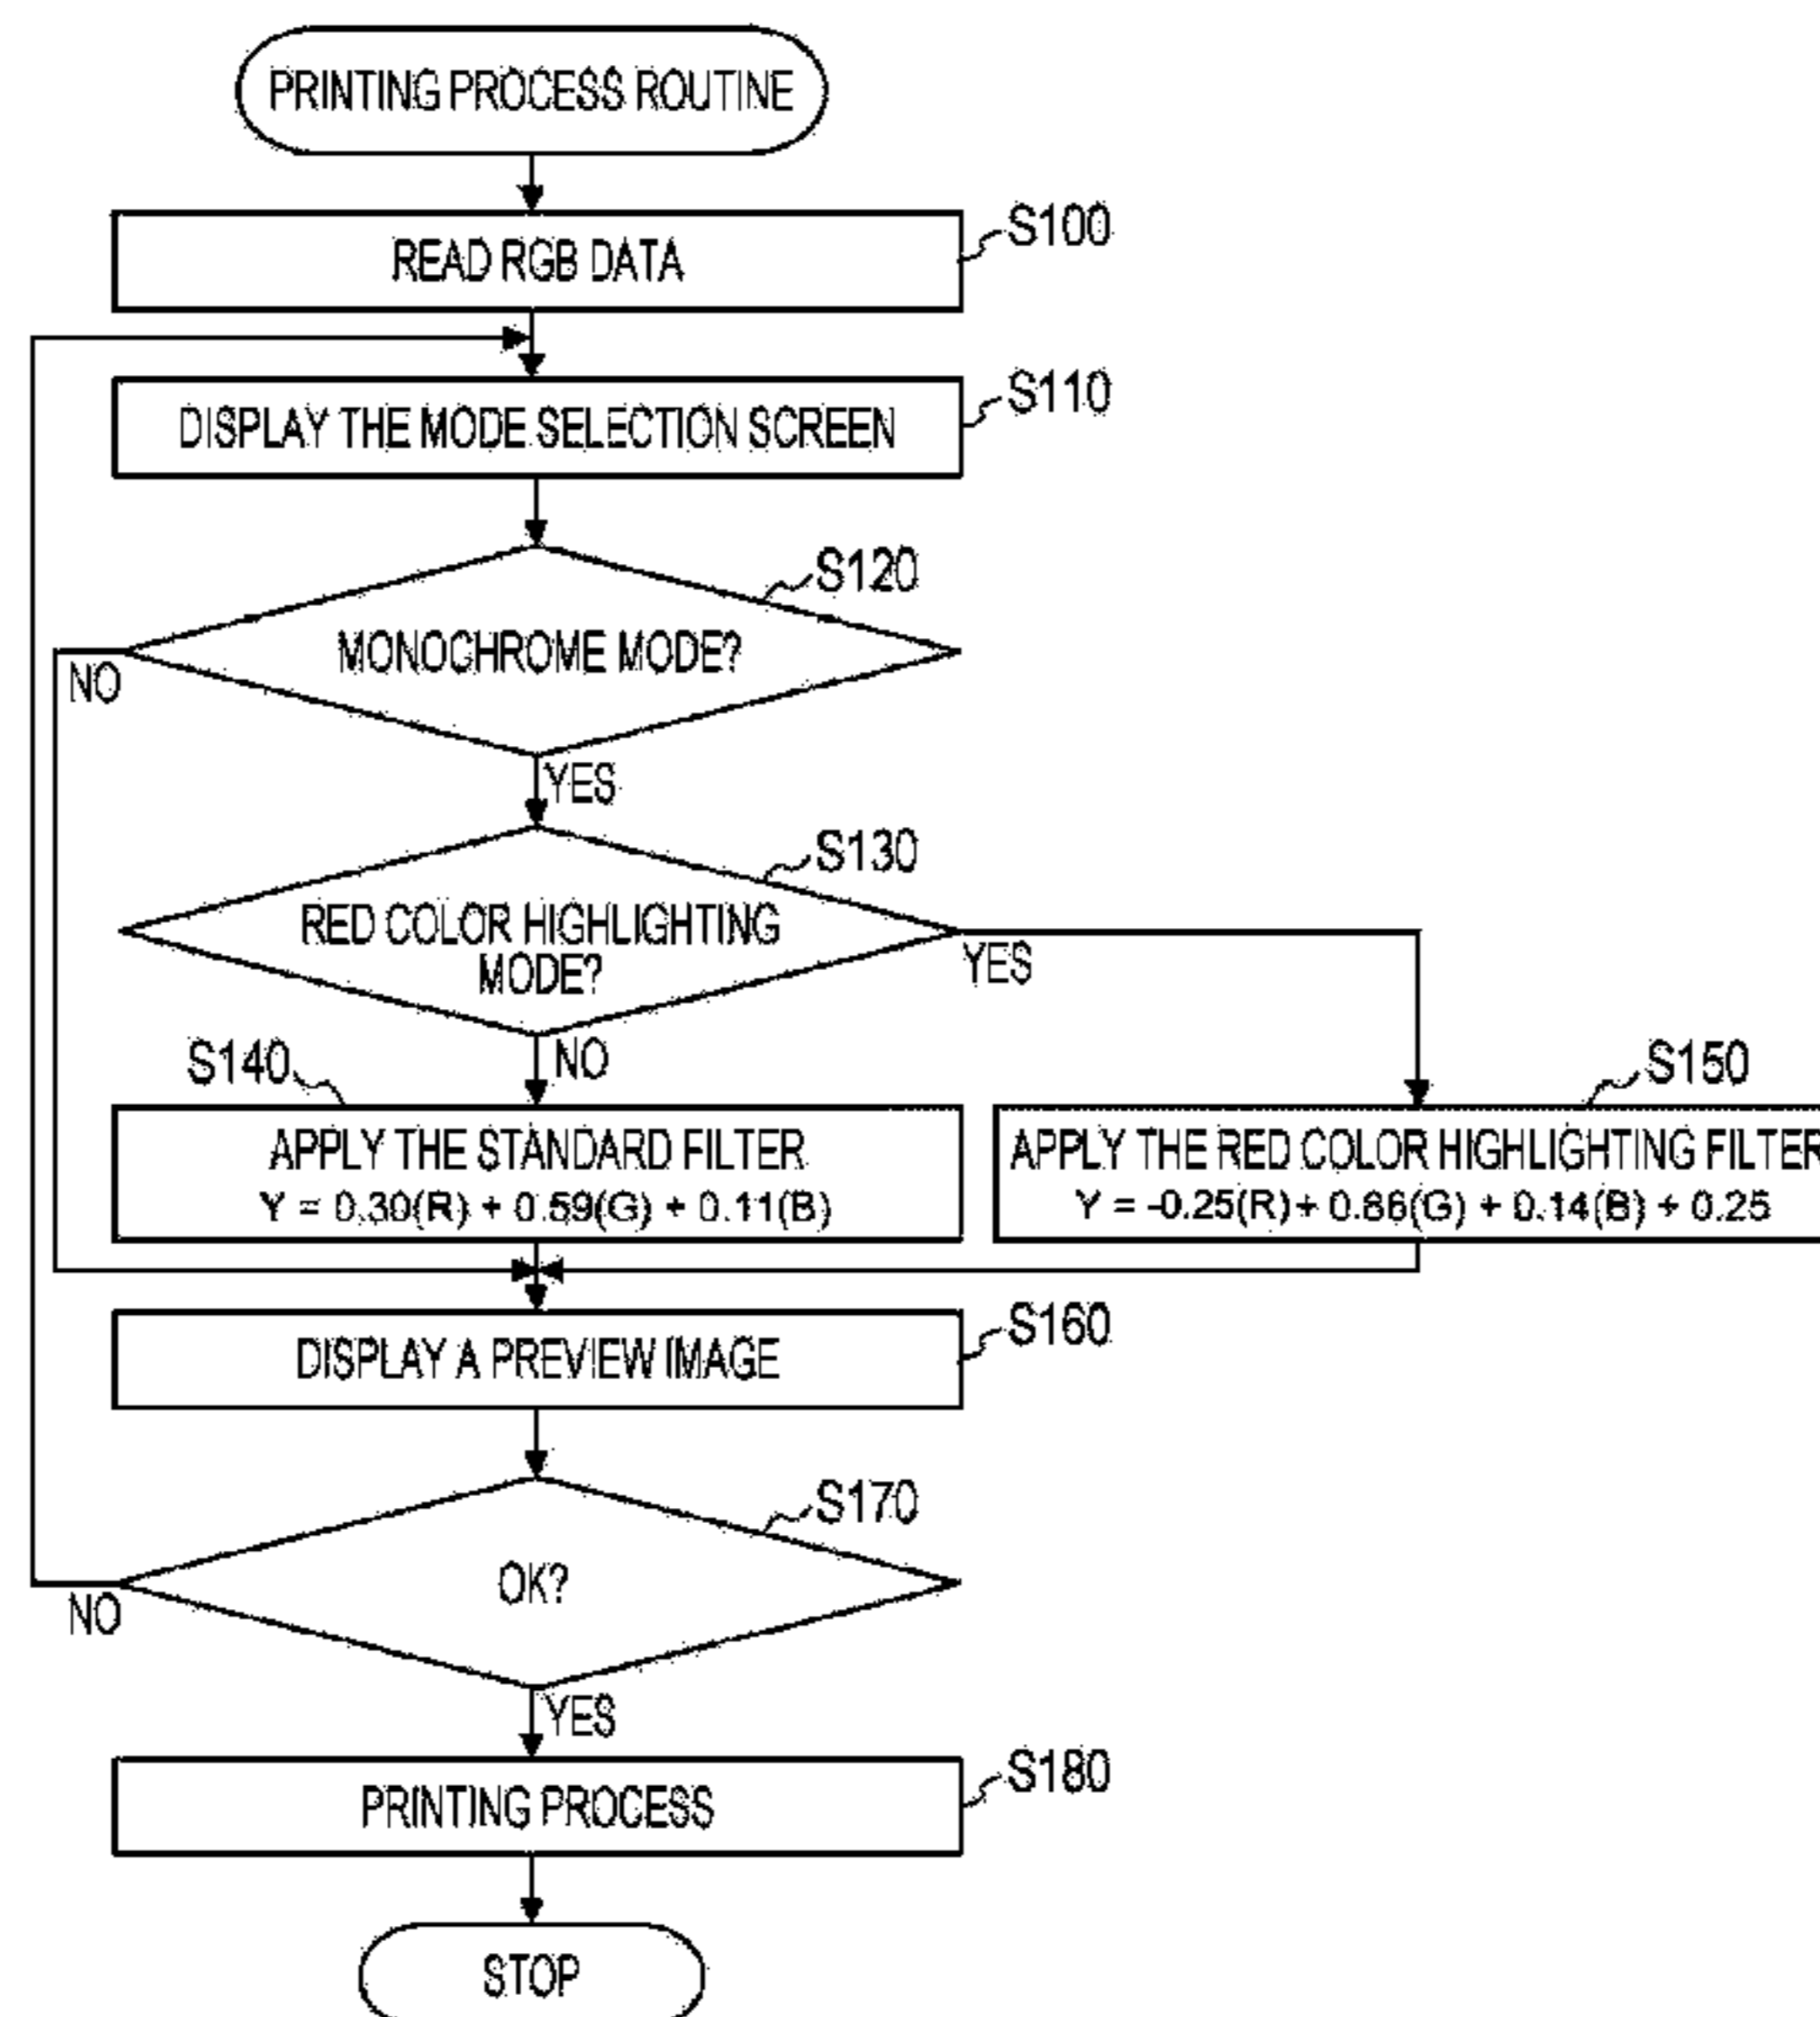 PRINTING PROCESS ROUTINE
S100
READ RGB DATA
S110
DISPLAY THE MODE SELECTION SCREEN
S120
MONOCHROME MODE?
NO
YES
S130
RED COLOR HIGHLIGHTING
MODE?
YES
NO
S140
APPLY THE STANDARD FILTER
Y = 0.30(R) + 0.59(G) + 0.11(B)
S150
APPLY THE RED COLOR HIGHLIGHTING FILTER
Y = -0.25(R) + 0.86(G) + 0.14(B) + 0.25
S160
DISPLAY A PREVIEW IMAGE
S170
OK?
NO
YES
S180
PRINTING PROCESS
STOP